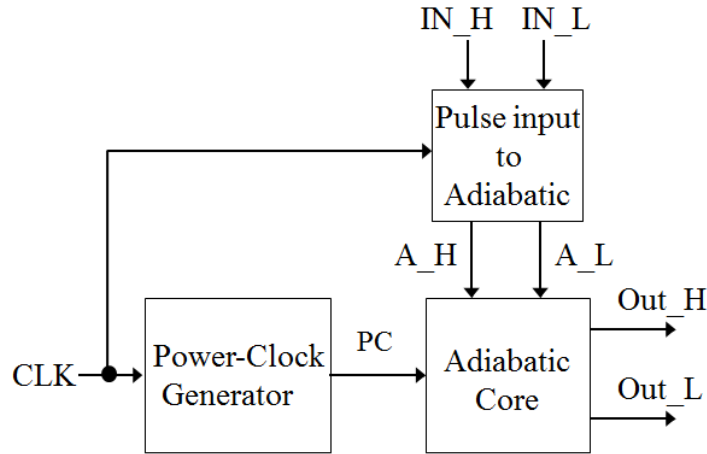 IN_H IN_L
Pulse input
to
Adiabatic
A_H A_L
Out_H
PC
CLK
Power-Clock
Generator
Adiabatic
Core
Out_L